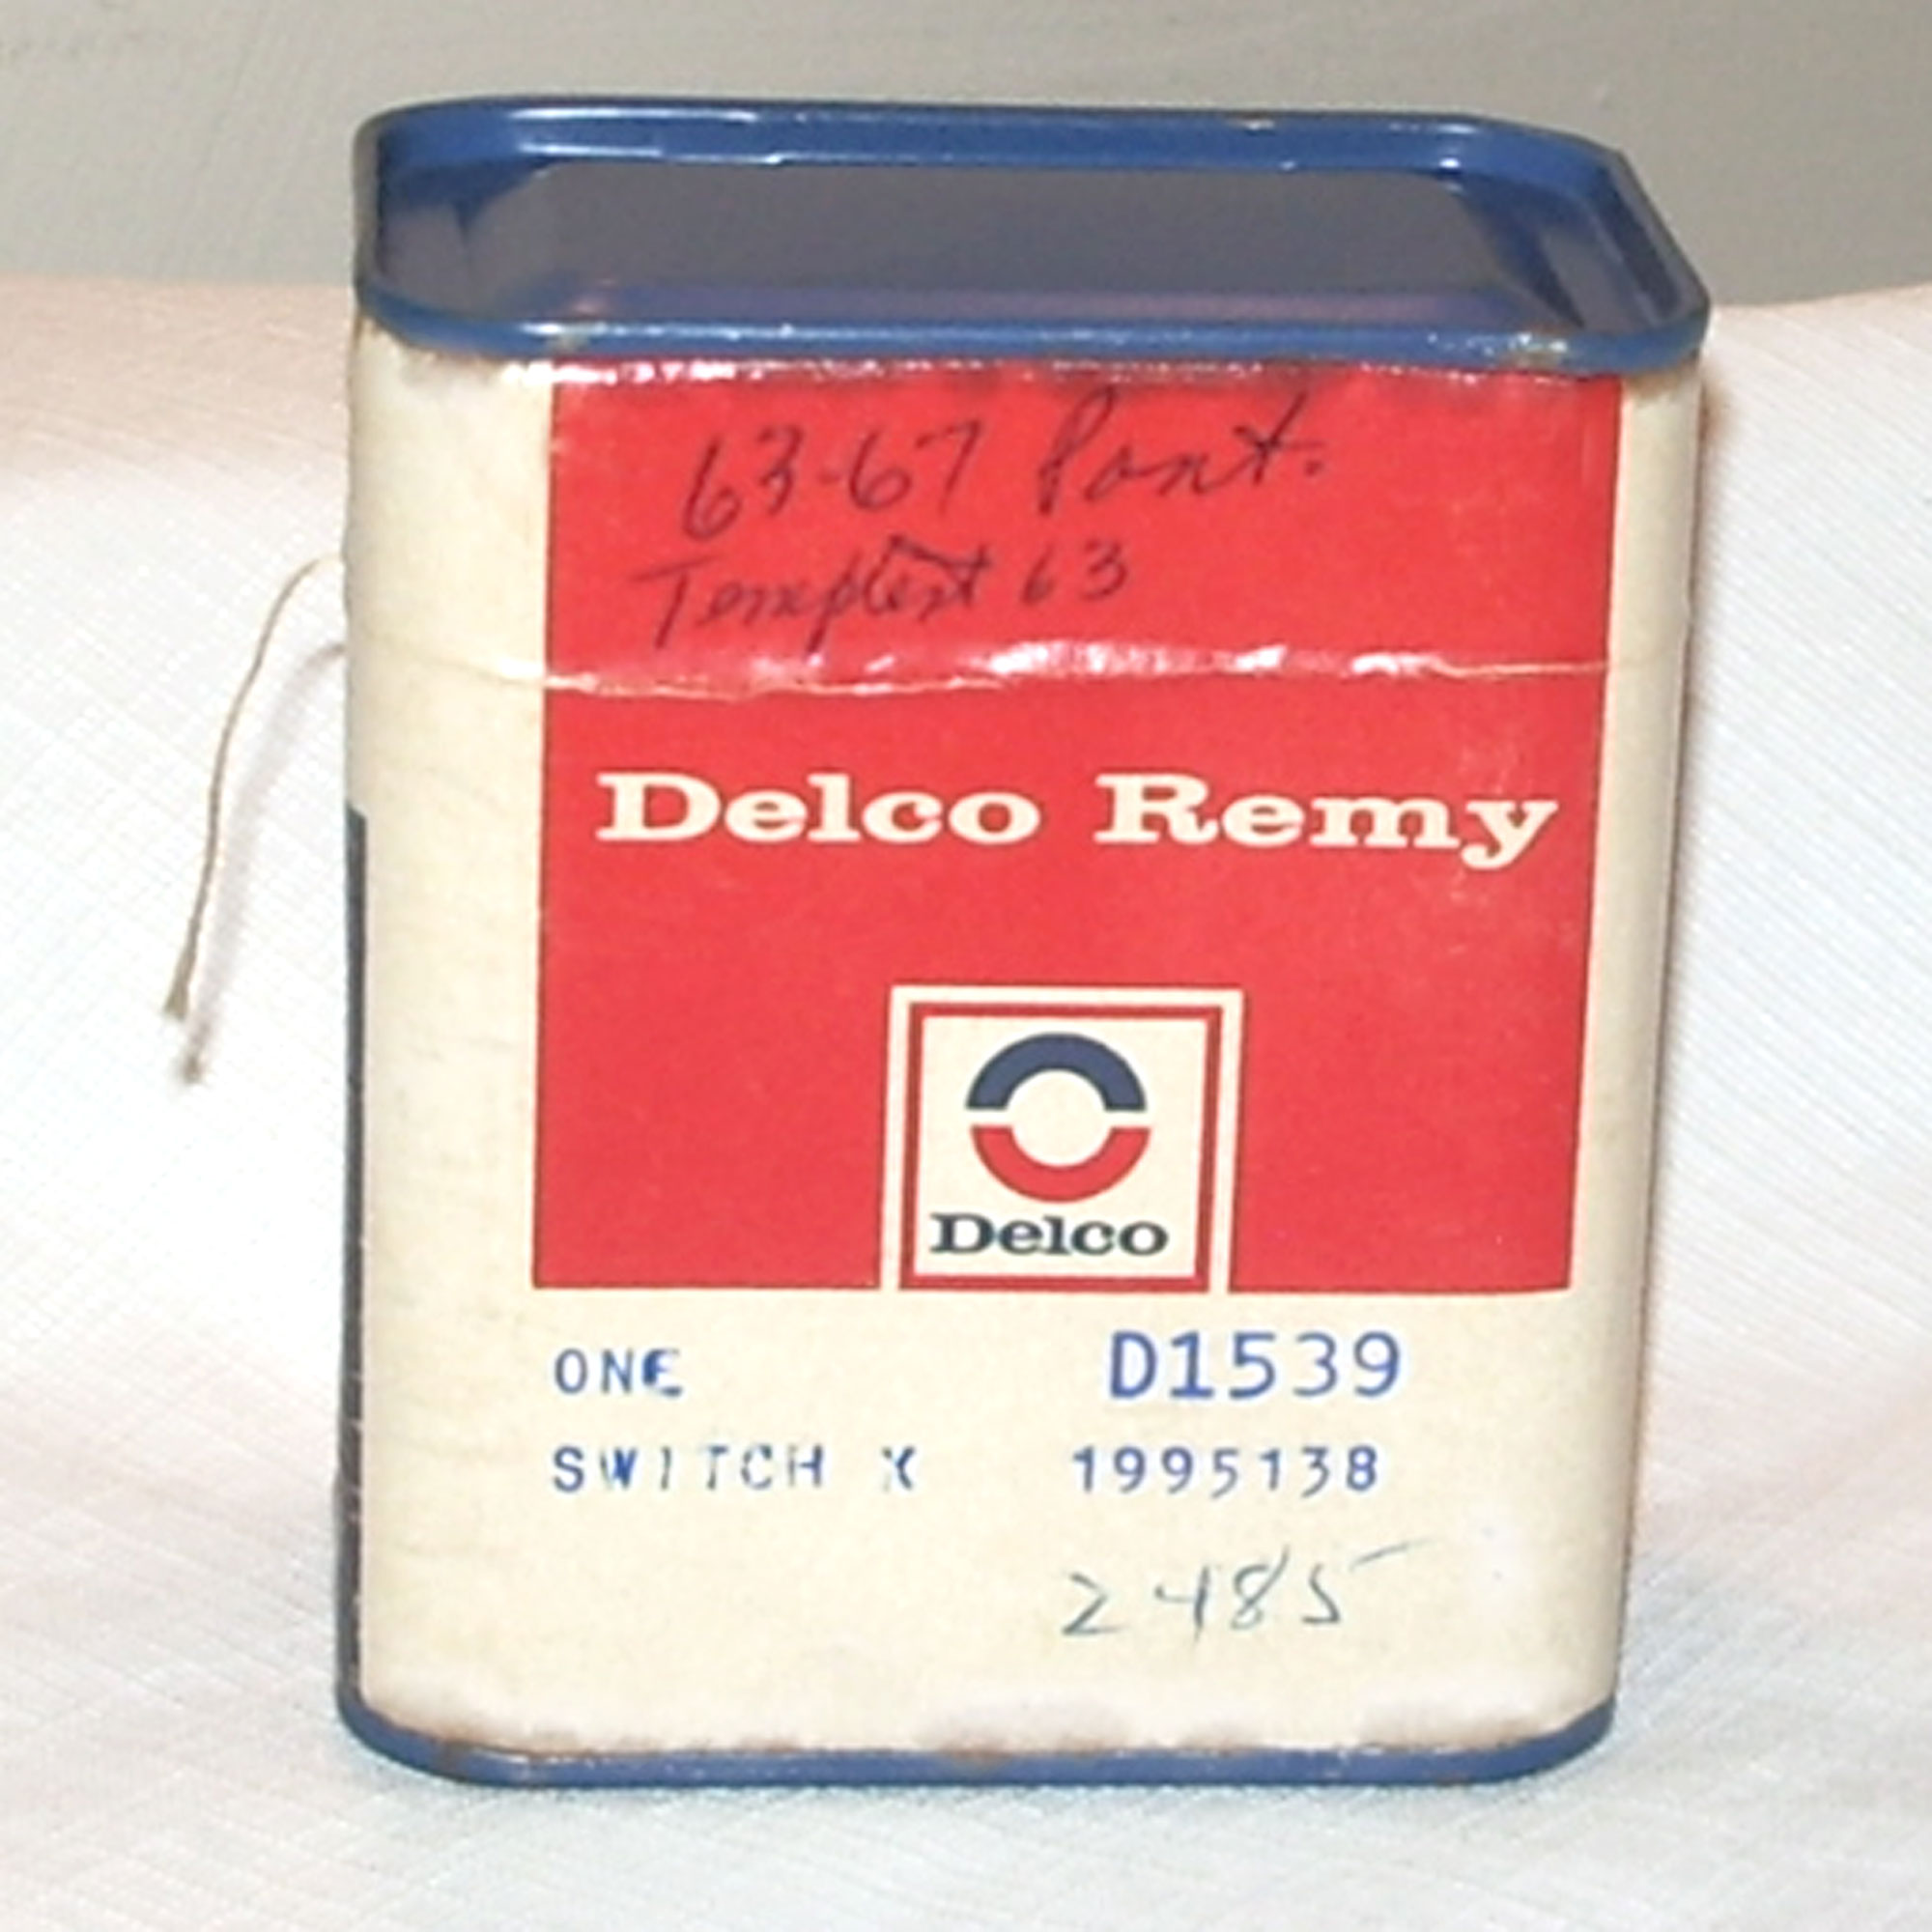 63-67 Pont.
Tempest 63
Delco Remy
Delco
ONE D1539
SWITCH X 1995138
2485